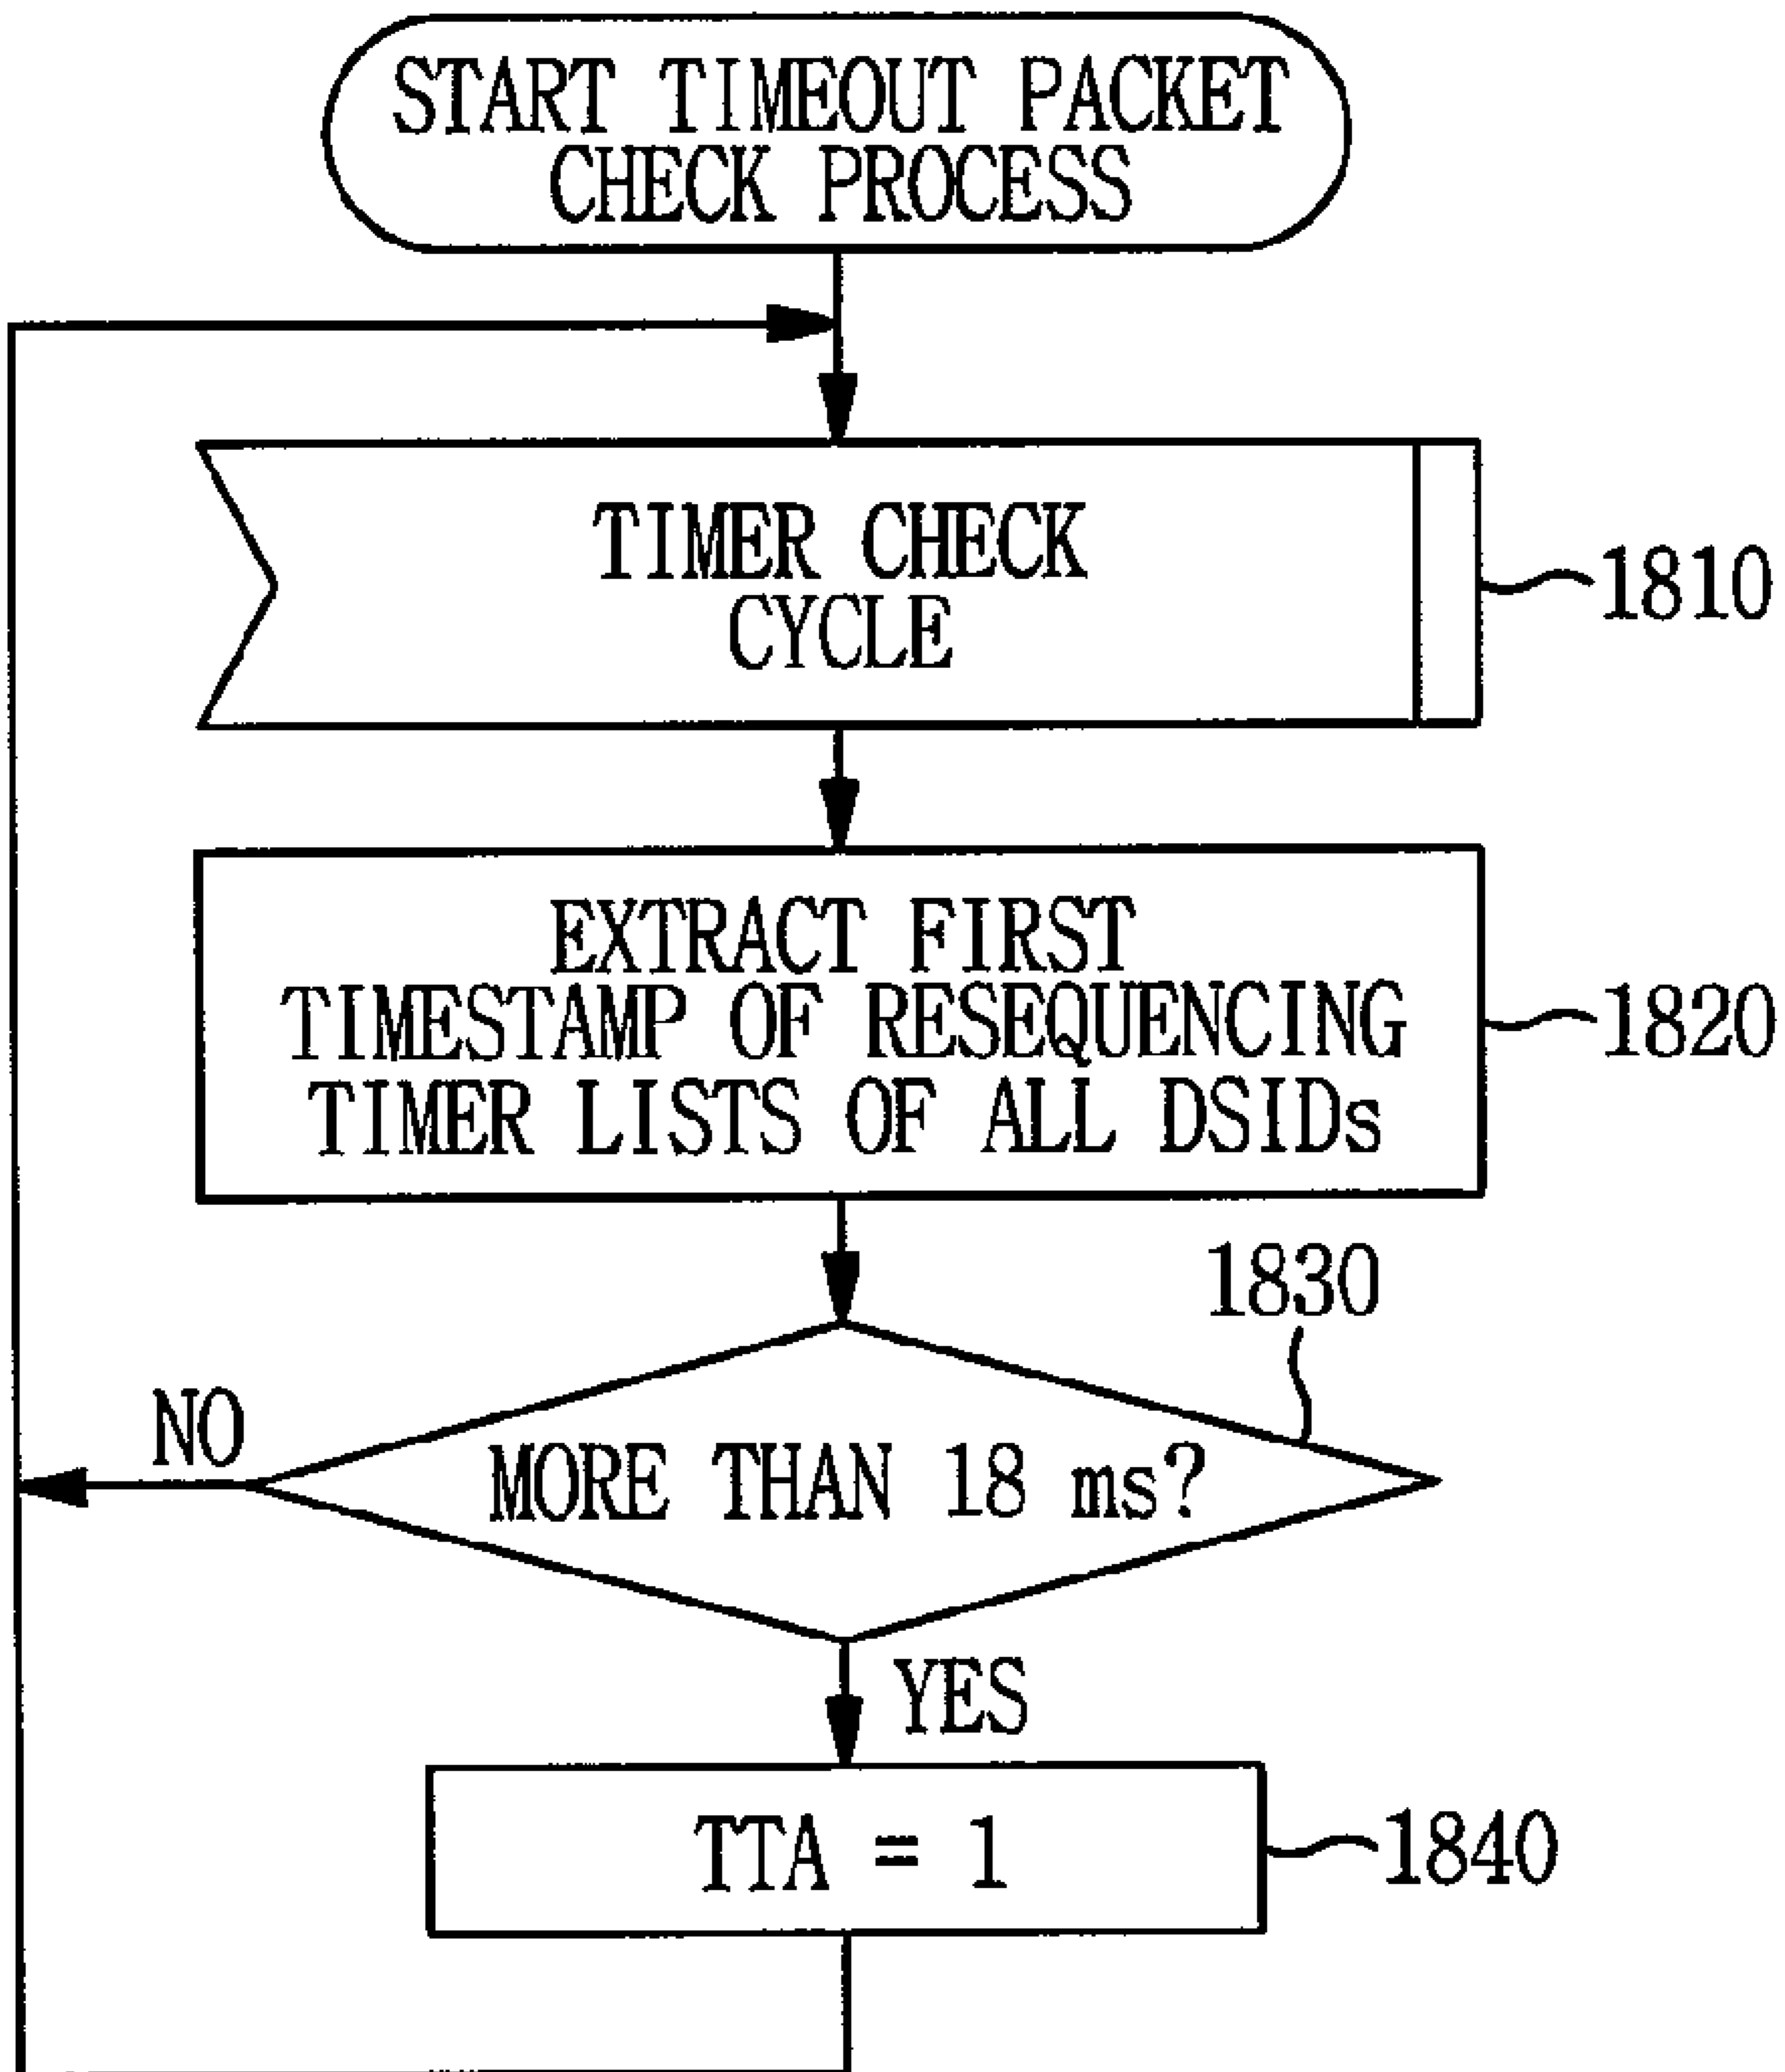 START TIMEOUT PACKET
CHECK PROCESS
TIMER CHECK
CYCLE
1810
EXTRACT FIRST
TIMESTAMP OF RESEQUENCING
TIMER LISTS OF ALL DSIDs
1820
1830
NO
MORE THAN 18 ms?
YES
TTA = 1
1840